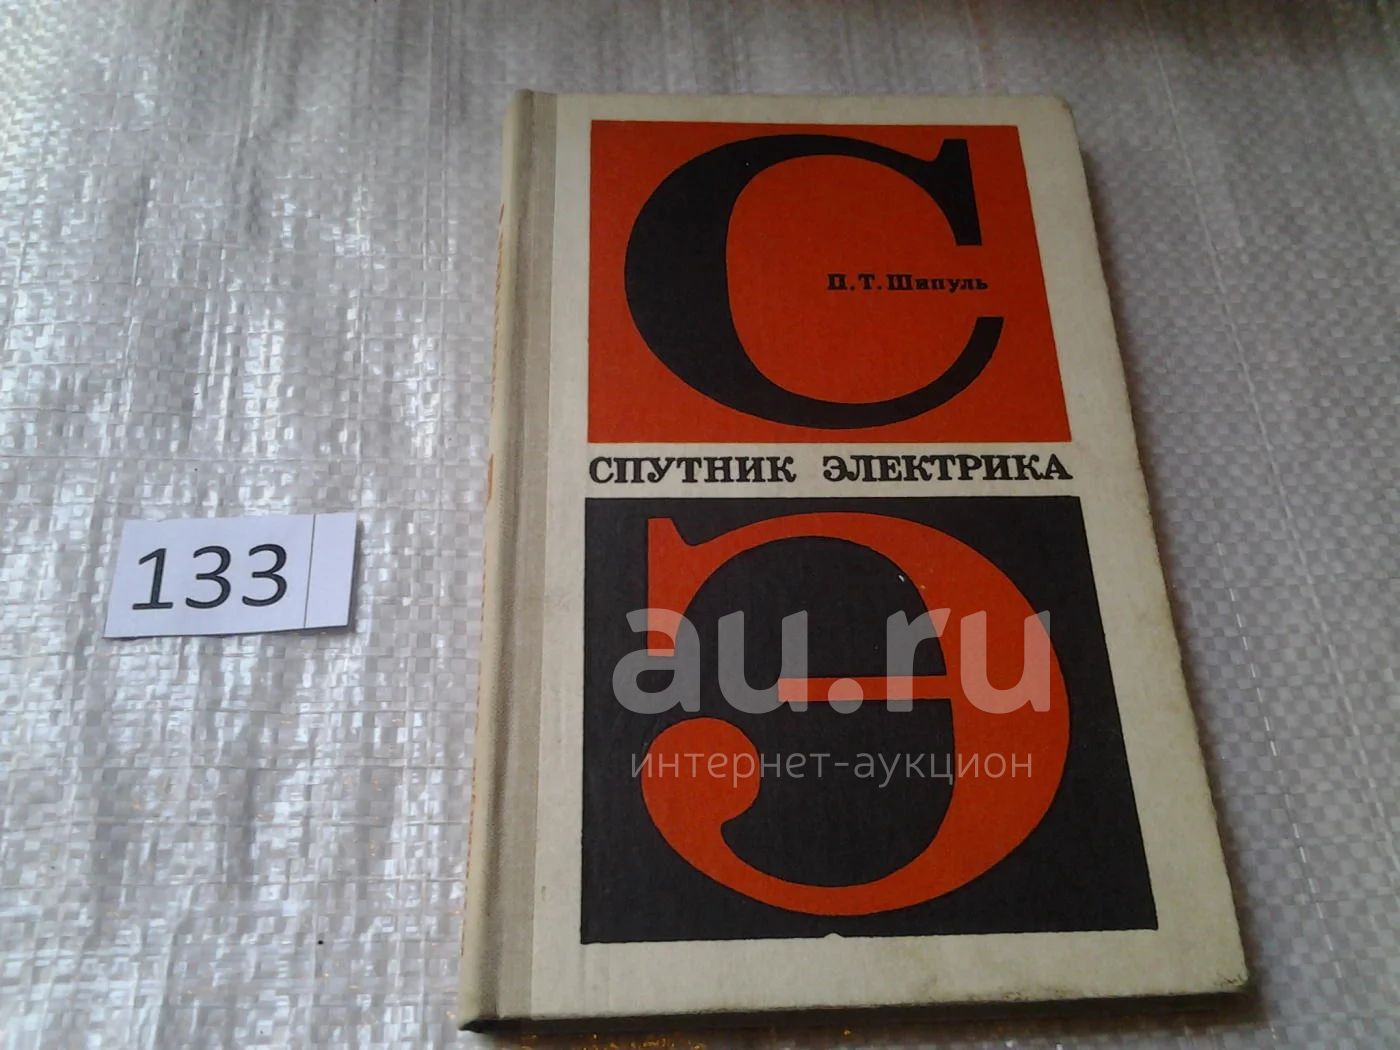 С
П.Т. Шипуль
СПУТНИК ЭЛЕКТРИКА
Э
133
au.ru
интернет-аукцион